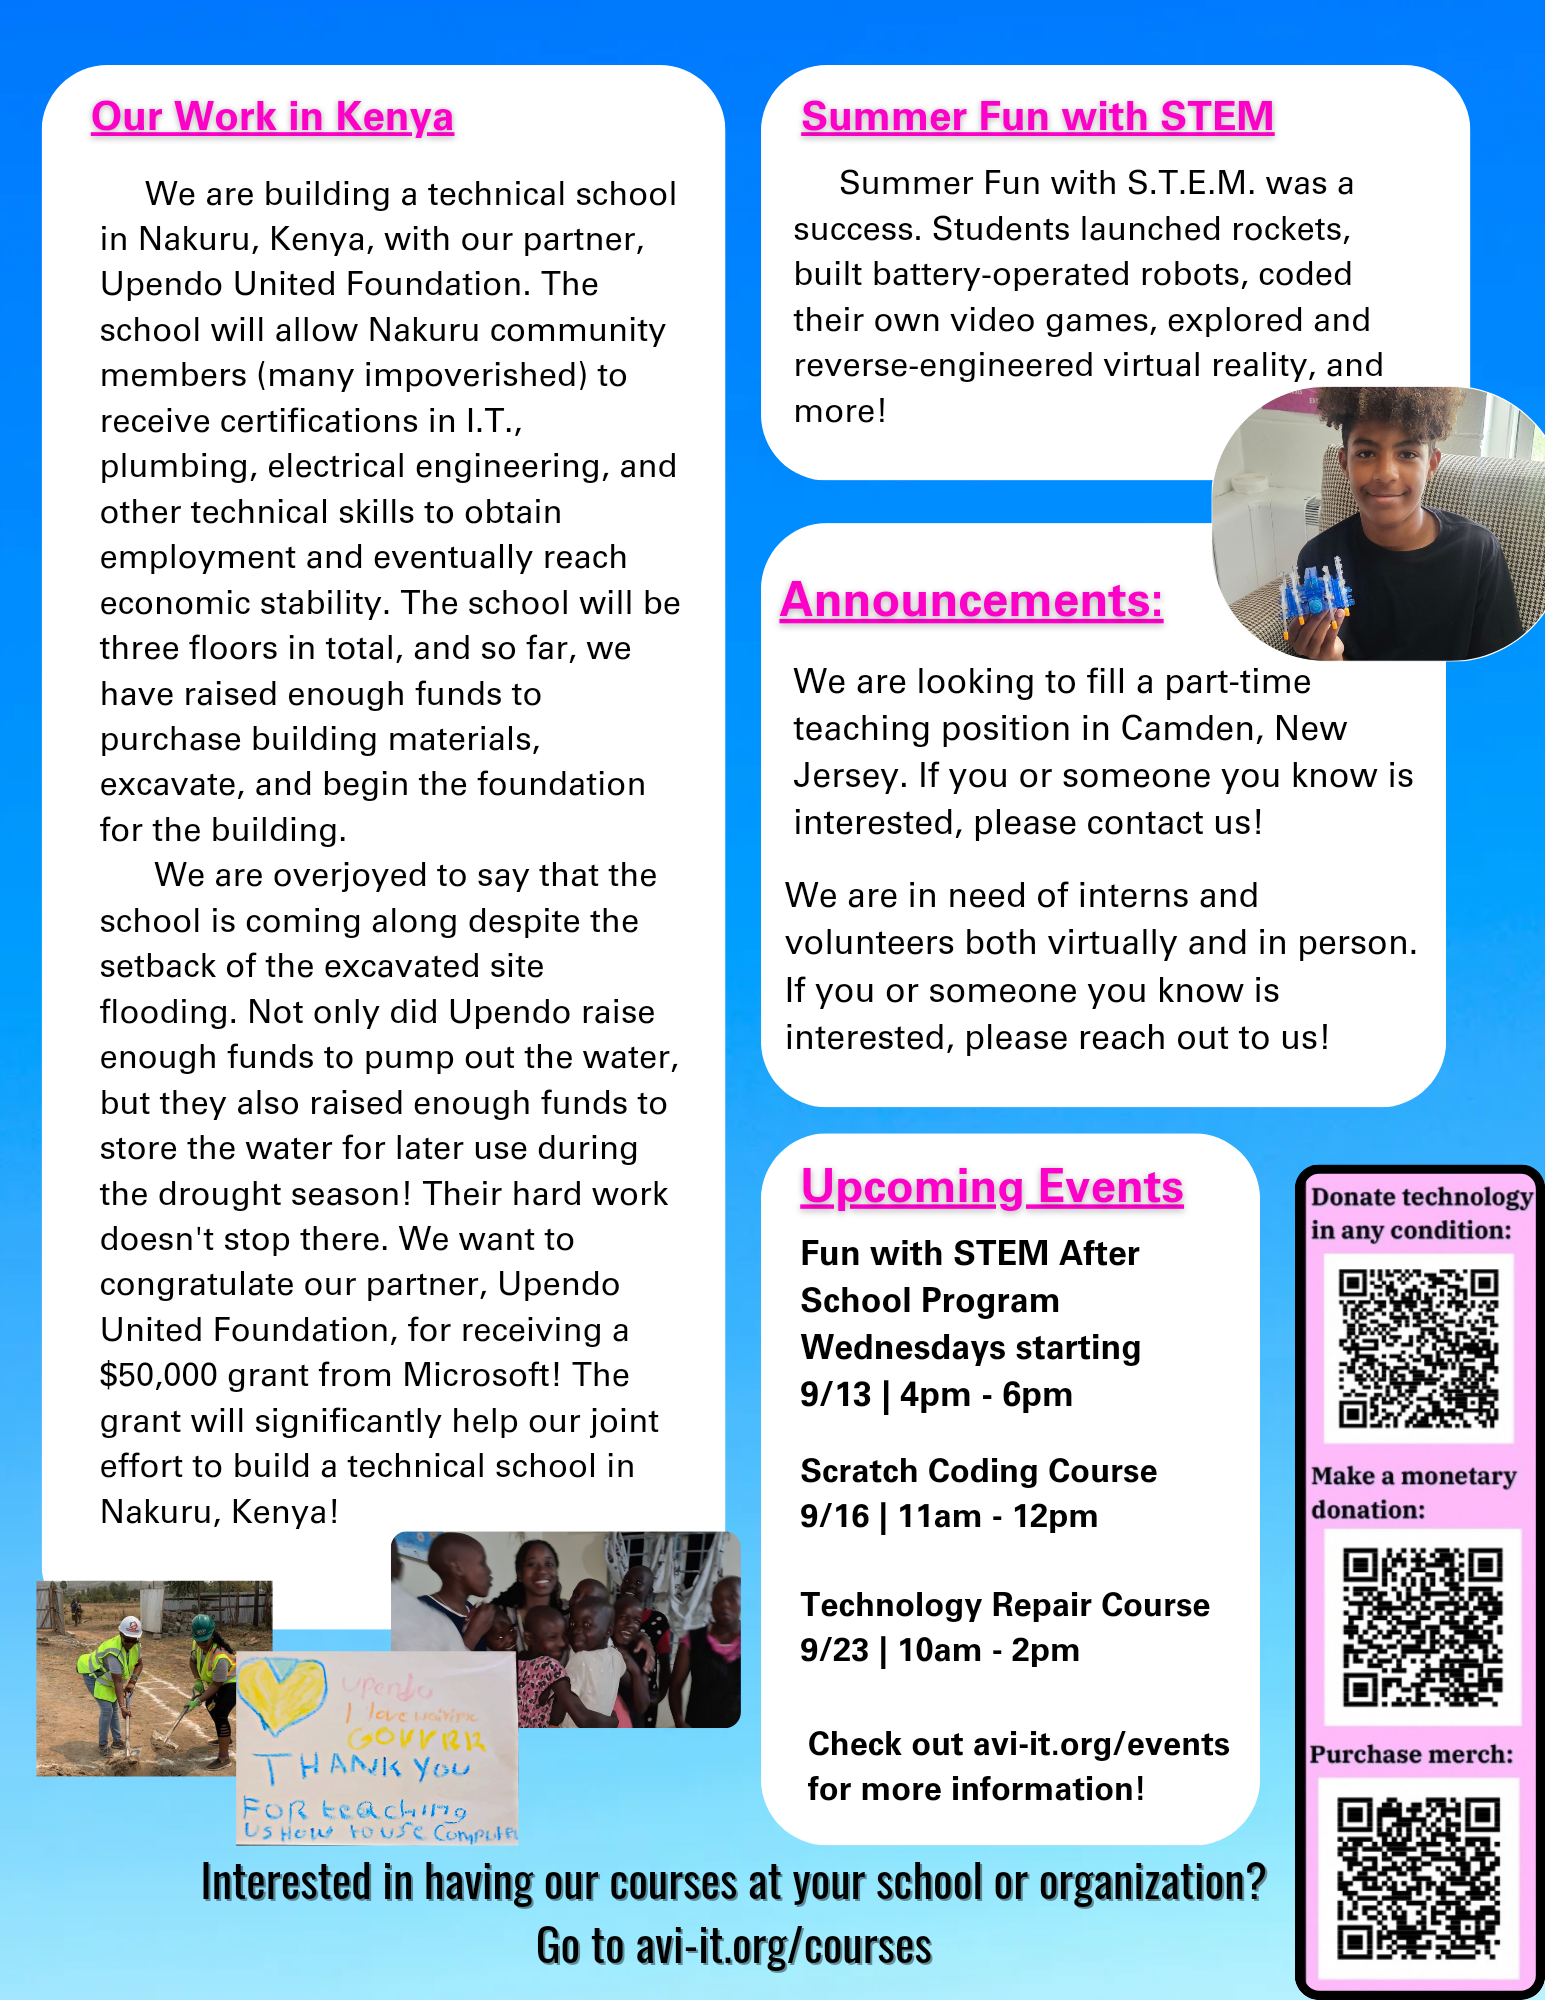 Our Work in Kenya
We are building a technical school
in Nakuru, Kenya, with our partner,
Upendo United Foundation. The
school will allow Nakuru community
members (many impoverished) to
receive certifications in I.T.,
plumbing, electrical engineering, and
other technical skills to obtain
employment and eventually reach
economic stability. The school will be
three floors in total, and so far, we
have raised enough funds to
purchase building materials,
excavate, and begin the foundation
for the building.
We are overjoyed to say that the
school is coming along despite the
setback of the excavated site
flooding. Not only did Upendo raise
enough funds to pump out the water,
but they also raised enough funds to
store the water for later use during
the drought season! Their hard work
doesn't stop there. We want to
congratulate our partner, Upendo
United Foundation, for receiving a
$50,000 grant from Microsoft! The
grant will significantly help our joint
effort to build a technical school in
Nakuru, Kenya!
upendo
I love
THANK YOU
FOR teaching
US HOW to use
Summer Fun with STEM
Summer Fun with S.T.E.M. was a
success. Students launched rockets,
built battery-operated robots, coded
their own video games, explored and
reverse-engineered virtual reality, and
more!
Announcements:
We are looking to fill a part-time
teaching position in Camden, New
Jersey. If you or someone you know is
interested, please contact us!
We are in need of interns and
volunteers both virtually and in person.
If you or someone you know is
interested, please reach out to us!
Upcoming Events
Fun with STEM After
School Program
Wednesdays starting
9/13 | 4pm - 6pm
Scratch Coding Course
9/16 | 11am - 12pm
Technology Repair Course
9/23 | 10am - 2pm
Check out avi-it.org/events
for more information!
Donate technology
in any condition:
Make a monetary
donation:
Purchase merch:
Interested in having our courses at your school or organization?
Go to avi-it.org/courses